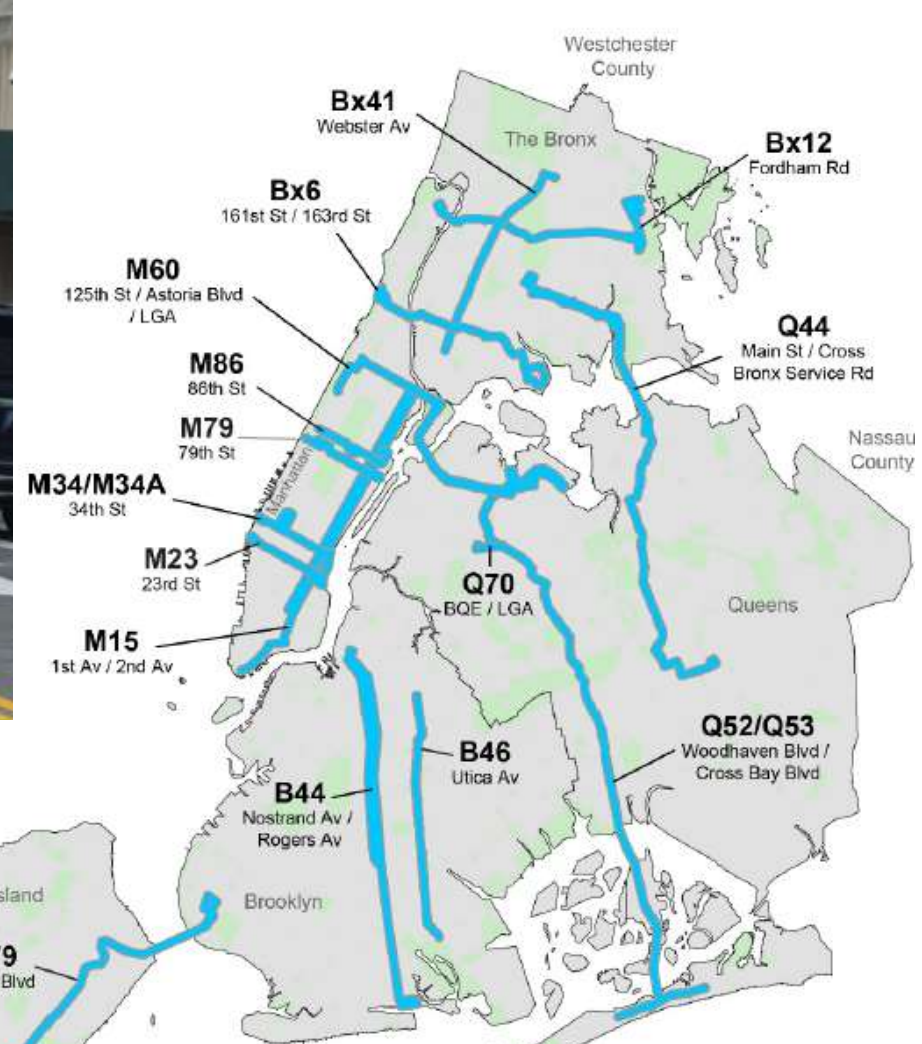 Westchester
County
Bx41
Webster Av
The Bronx
Bx12
Fordham Rd
Bx6
161st St / 163rd St
M60
125th St / Astoria Blvd
/ LGA
Q44
Main St / Cross
Bronx Service Rd
M86
86th St
M79
79th St
Nassau
County
Manhattan
M34/M34A
34th St
M23
23rd St
Q70
BQE / LGA
Queens
M15
1st Av / 2nd Av
Q52/Q53
Woodhaven Blvd /
Cross Bay Blvd
B46
Utica Av
B44
Nostrand Av /
Rogers Av
sland
Brooklyn
9
Blvd